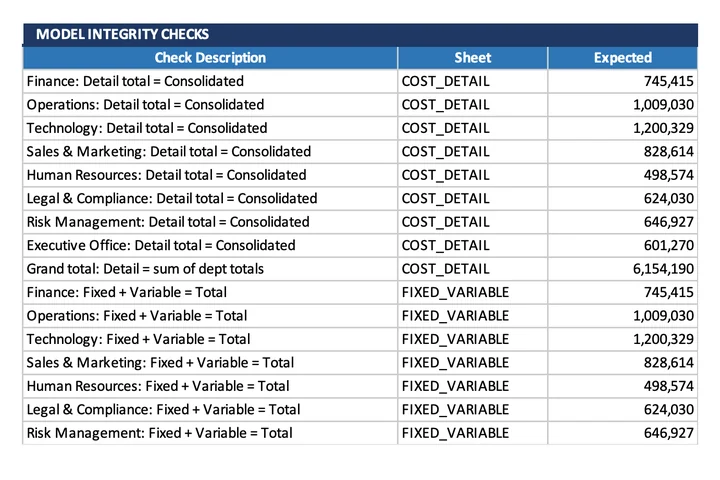 MODEL INTEGRITY CHECKS
Check Description Sheet Expected
Finance: Detail total = Consolidated COST_DETAIL 745,415
Operations: Detail total = Consolidated COST_DETAIL 1,009,030
Technology: Detail total = Consolidated COST_DETAIL 1,200,329
Sales & Marketing: Detail total = Consolidated COST_DETAIL 828,614
Human Resources: Detail total = Consolidated COST_DETAIL 498,574
Legal & Compliance: Detail total = Consolidated COST_DETAIL 624,030
Risk Management: Detail total = Consolidated COST_DETAIL 646,927
Executive Office: Detail total = Consolidated COST_DETAIL 601,270
Grand total: Detail = sum of dept totals COST_DETAIL 6,154,190
Finance: Fixed + Variable = Total FIXED_VARIABLE 745,415
Operations: Fixed + Variable = Total FIXED_VARIABLE 1,009,030
Technology: Fixed + Variable = Total FIXED_VARIABLE 1,200,329
Sales & Marketing: Fixed + Variable = Total FIXED_VARIABLE 828,614
Human Resources: Fixed + Variable = Total FIXED_VARIABLE 498,574
Legal & Compliance: Fixed + Variable = Total FIXED_VARIABLE 624,030
Risk Management: Fixed + Variable = Total FIXED_VARIABLE 646,927